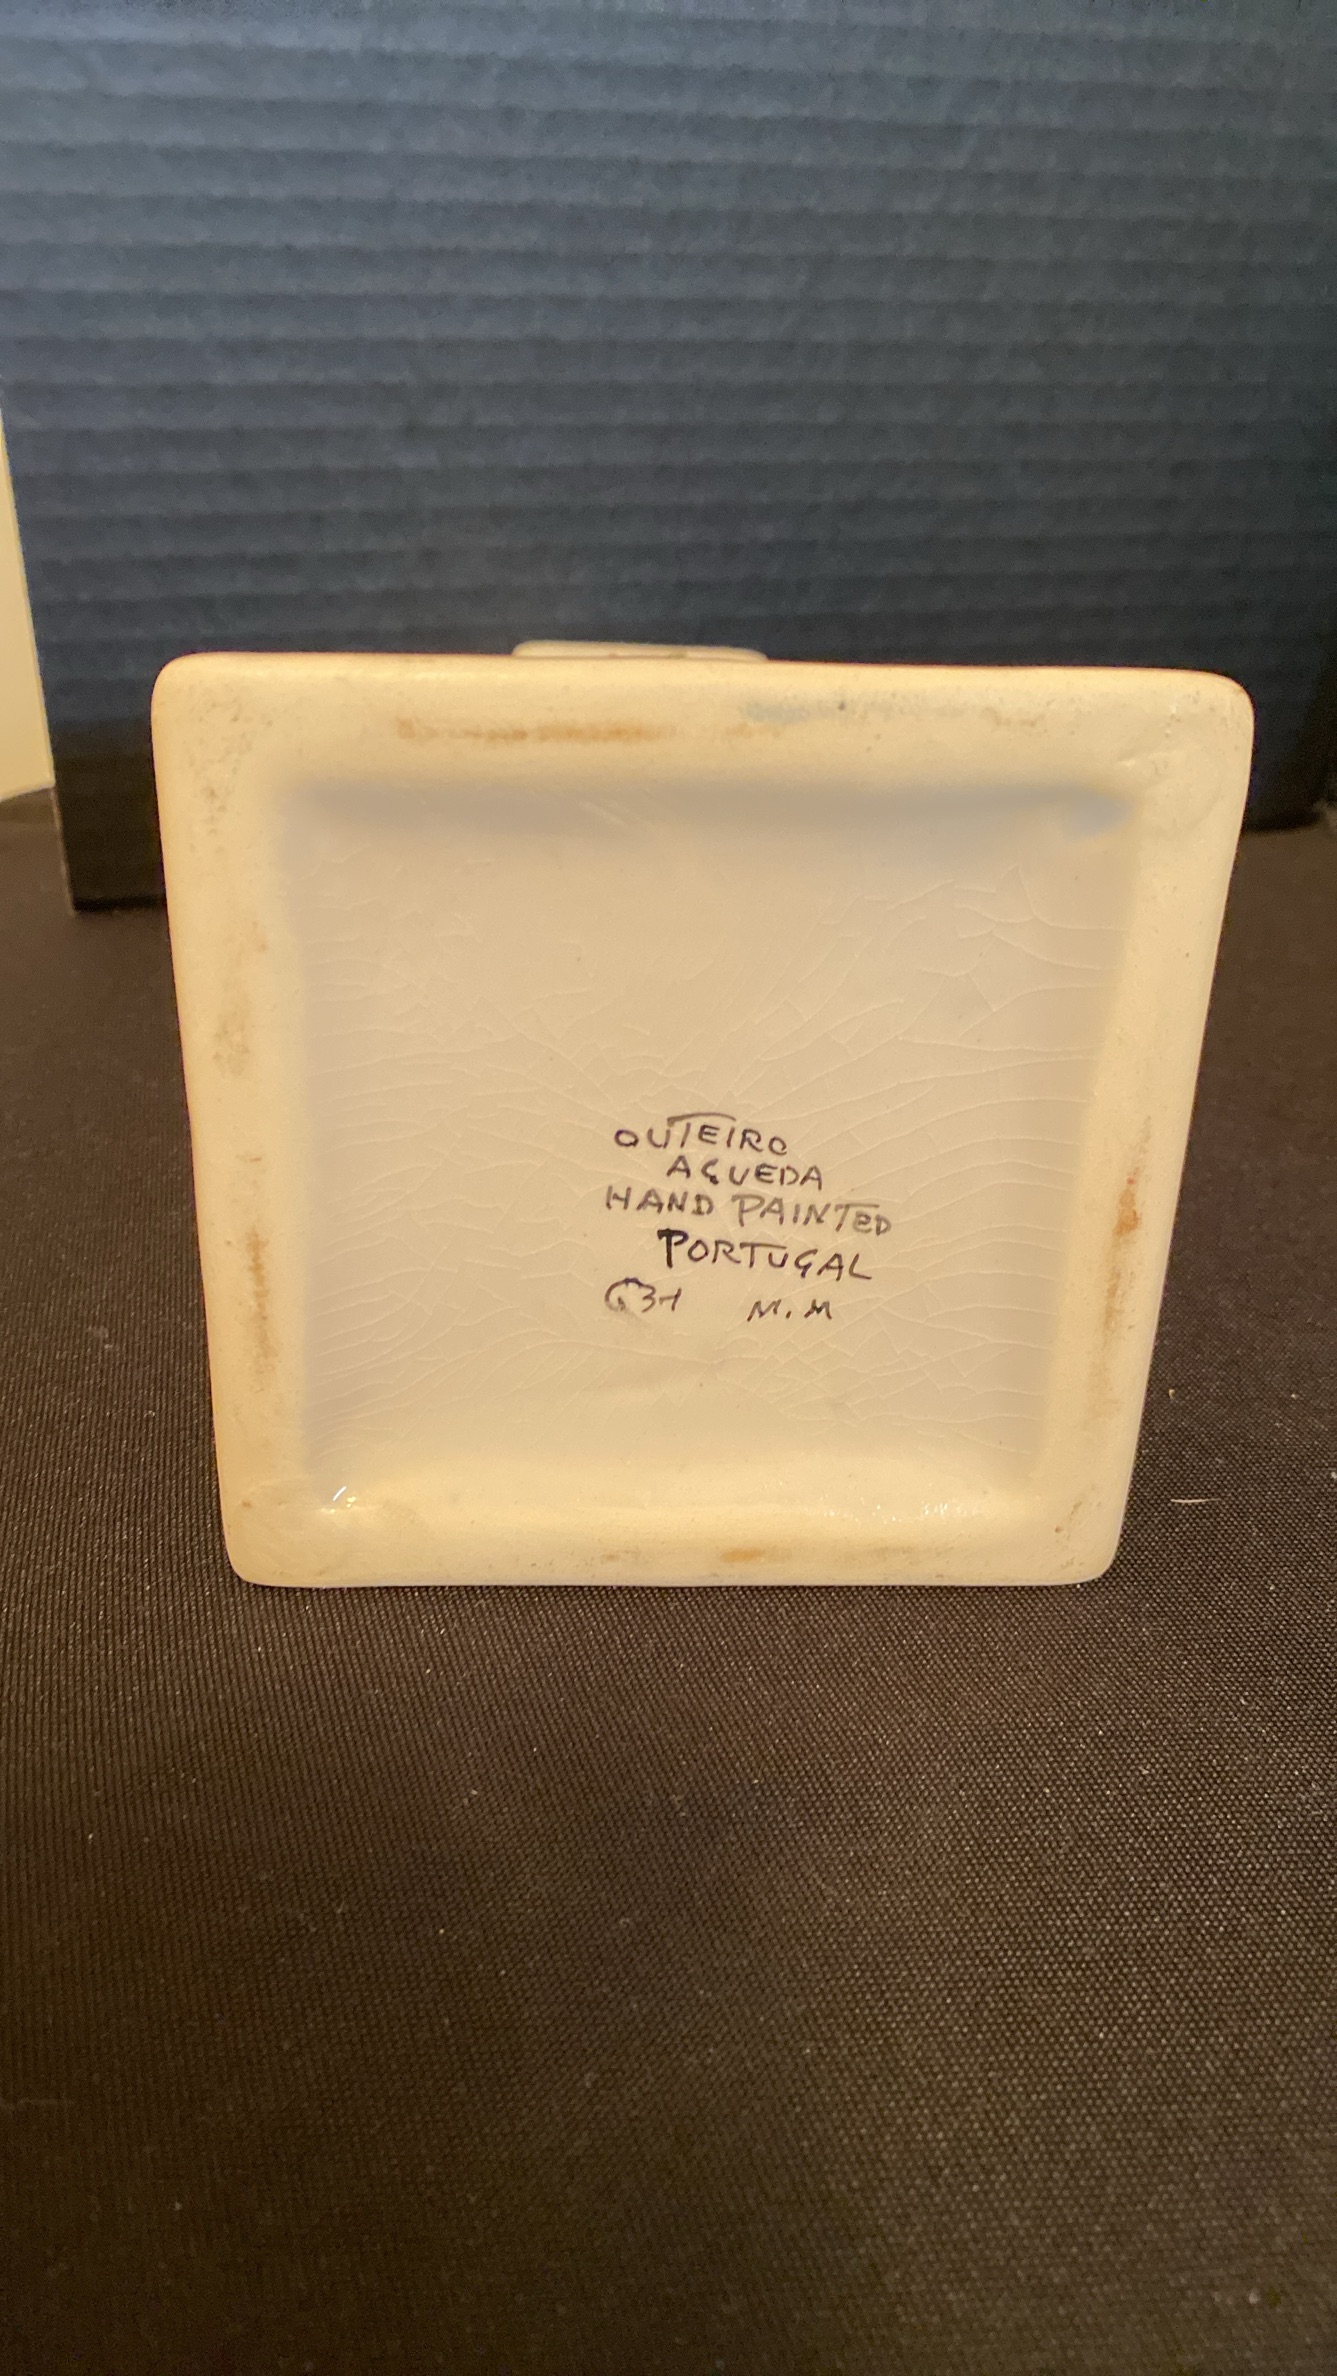 OUTEIRO
AGUEDA
HAND PAINTED
PORTUGAL
M.M